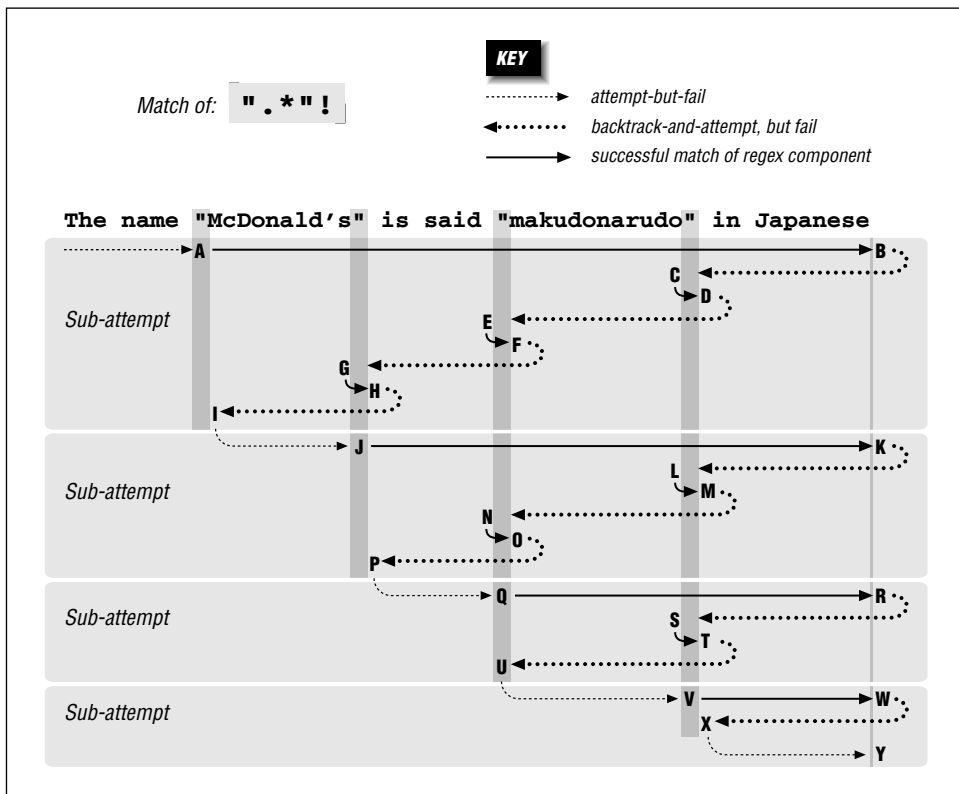 KEY
Match of: ".*"!
attempt-but-fail
backtrack-and-attempt, but fail
successful match of regex component
The name "McDonald’s" is said "makudonarudo" in Japanese
A B
C
D
Sub-attempt
E
F
G
H
I
J K
L
Sub-attempt
M
N
O
P
Q R
Sub-attempt
S
T
U
V W
Sub-attempt
X
Y